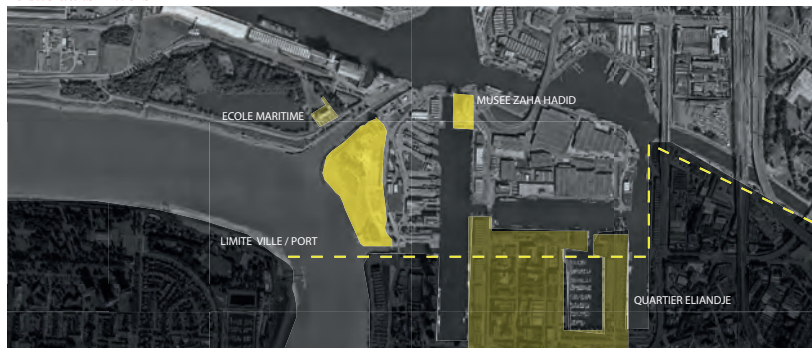 MUSEE ZAHA HADID
ECOLE MARITIME
LIMITE VILLE / PORT
QUARTIER ELIANDJE